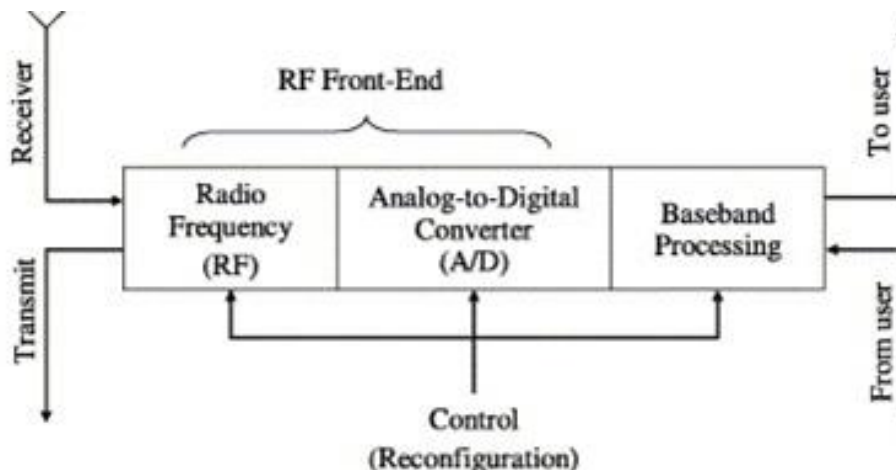 RF Front-End
Receiver
To user
Radio
Frequency
(RF)
Analog-to-Digital
Converter
(A/D)
Baseband
Processing
Transmit
From user
Control
(Reconfiguration)